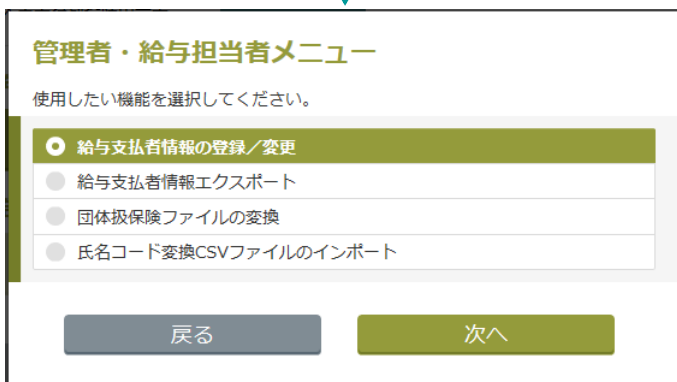 管理者・給与担当者メニュー
使用したい機能を選択してください。
給与支払者情報の登録／変更
給与支払者情報エクスポート
団体扱保険ファイルの変換
氏名コード変換CSVファイルのインポート
戻る
次へ